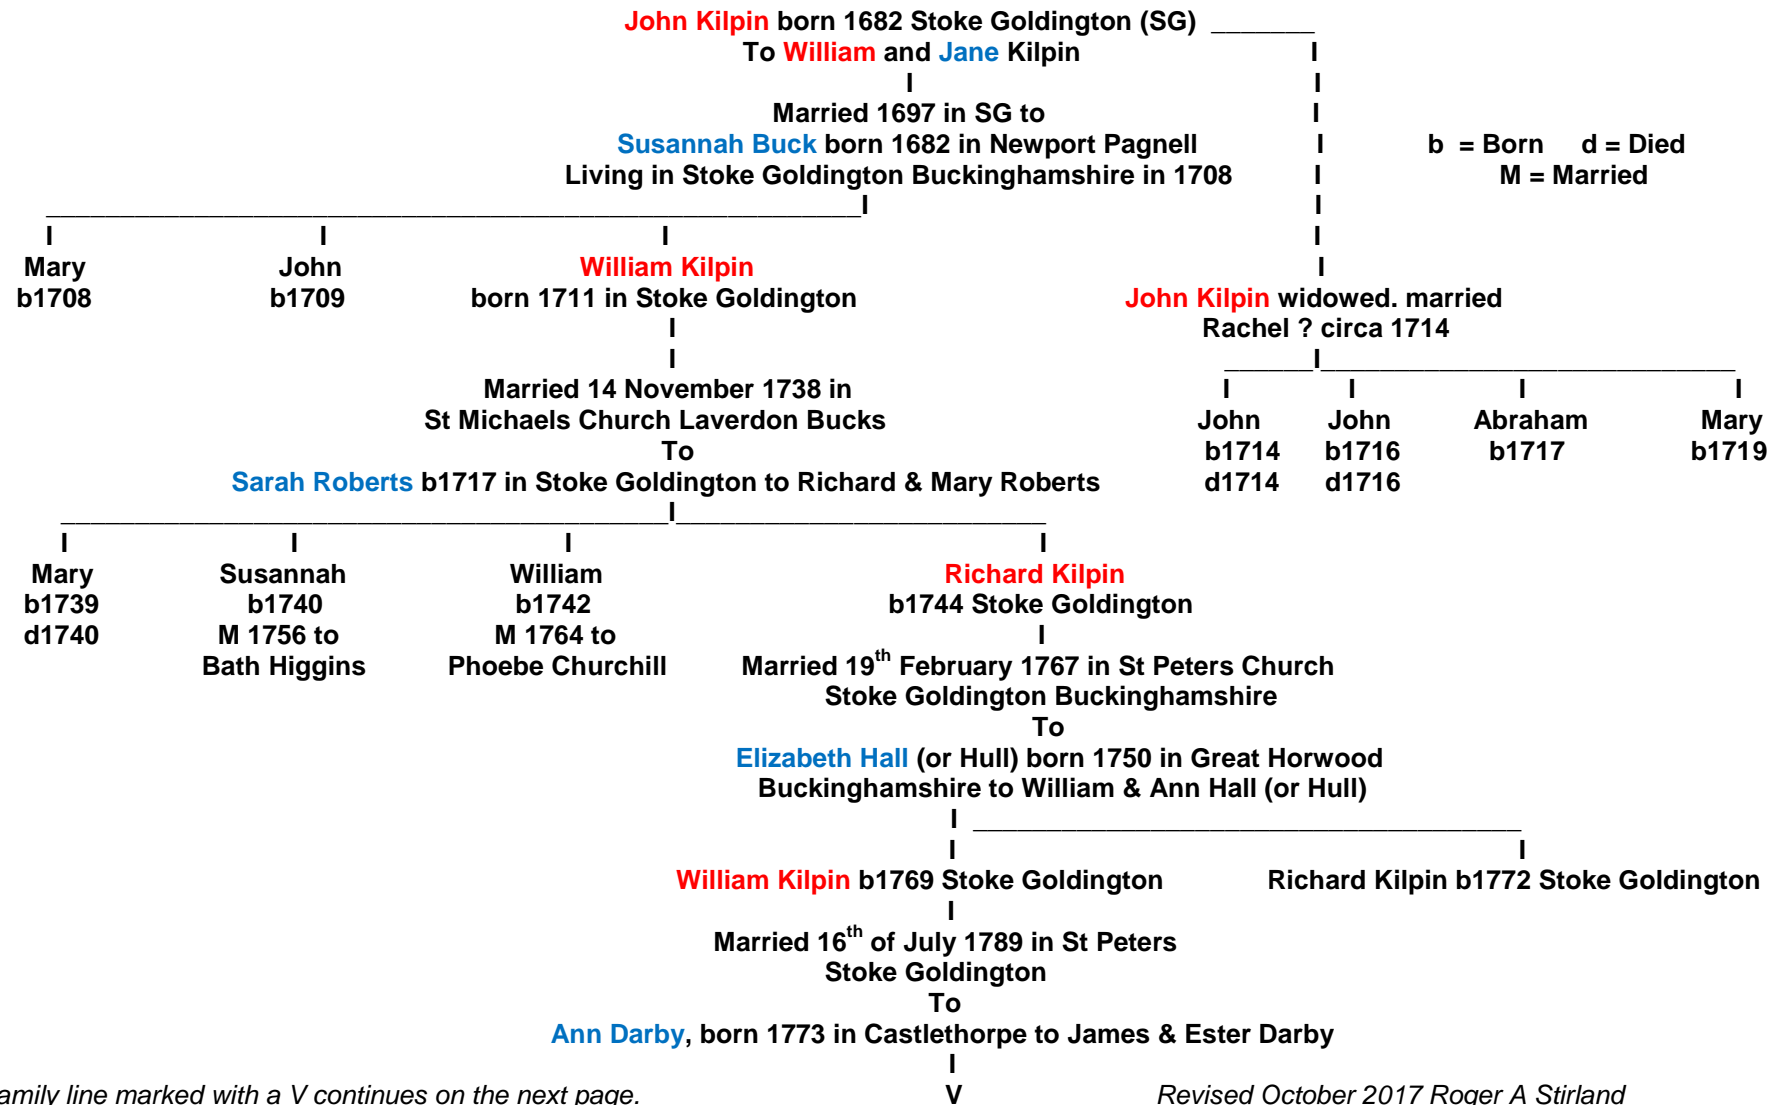 John Kilpin born 1682 Stoke Goldington (SG)
To William and Jane Kilpin
I
Married 1697 in SG to
Susannah Buck born 1682 in Newport Pagnell
b = Born d = Died
Living in Stoke Goldington Buckinghamshire in 1708
M = Married
Mary John William Kilpin
b1708 b1709 born 1711 in Stoke Goldington
John Kilpin widowed. married
Rachel ? circa 1714
Married 14 November 1738 in
St Michaels Church Laverdon Bucks
To
Sarah Roberts b1717 in Stoke Goldington to Richard & Mary Roberts
John John Abraham Mary
b1714 b1716 b1717 b1719
d1714 d1716
Mary Susannah William Richard Kilpin
b1739 b1740 b1742 b1744 Stoke Goldington
d1740 M 1756 to M 1764 to I
Bath Higgins Phoebe Churchill Married 19th February 1767 in St Peters Church
Stoke Goldington Buckinghamshire
To
Elizabeth Hall (or Hull) born 1750 in Great Horwood
Buckinghamshire to William & Ann Hall (or Hull)
William Kilpin b1769 Stoke Goldington Richard Kilpin b1772 Stoke Goldington
I
Married 16th of July 1789 in St Peters
Stoke Goldington
To
Ann Darby, born 1773 in Castlethorpe to James & Ester Darby
I
line marked with a V continues on the next page. V Revised October 2017 Roger A Stirland